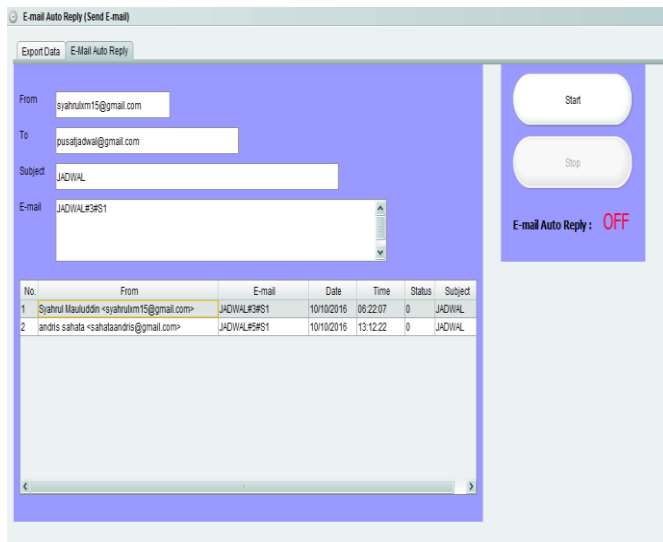 E-mail Auto Reply (Send E-mail)
Export Data E-Mail Auto Reply
From syahrulxm15@gmail.com
To pusatjadwal@gmail.com
Subject JADWAL
E-mail JADWAL#3#S1
Start
Stop
E-mail Auto Reply : OFF
No. From E-mail Date Time Status Subject
1 Syahrul Mauluddin <syahrulxm15@gmail.com> JADWAL#3#S1 10/10/2016 06:22:07 0 JADWAL
2 andris sahata <sahataandris@gmail.com> JADWAL#5#S1 10/10/2016 13:12:22 0 JADWAL